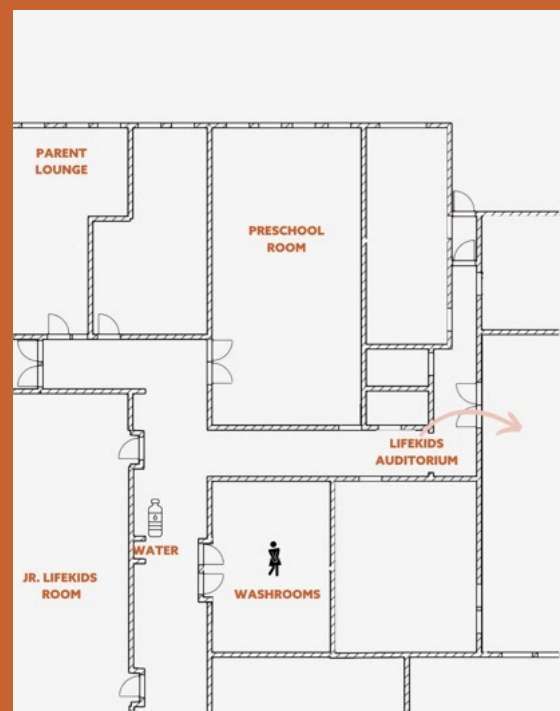 PARENT
LOUNGE
PRESCHOOL
ROOM
LIFEKIDS
AUDITORIUM
WATER
JR. LIFEKIDS
ROOM
WASHROOMS